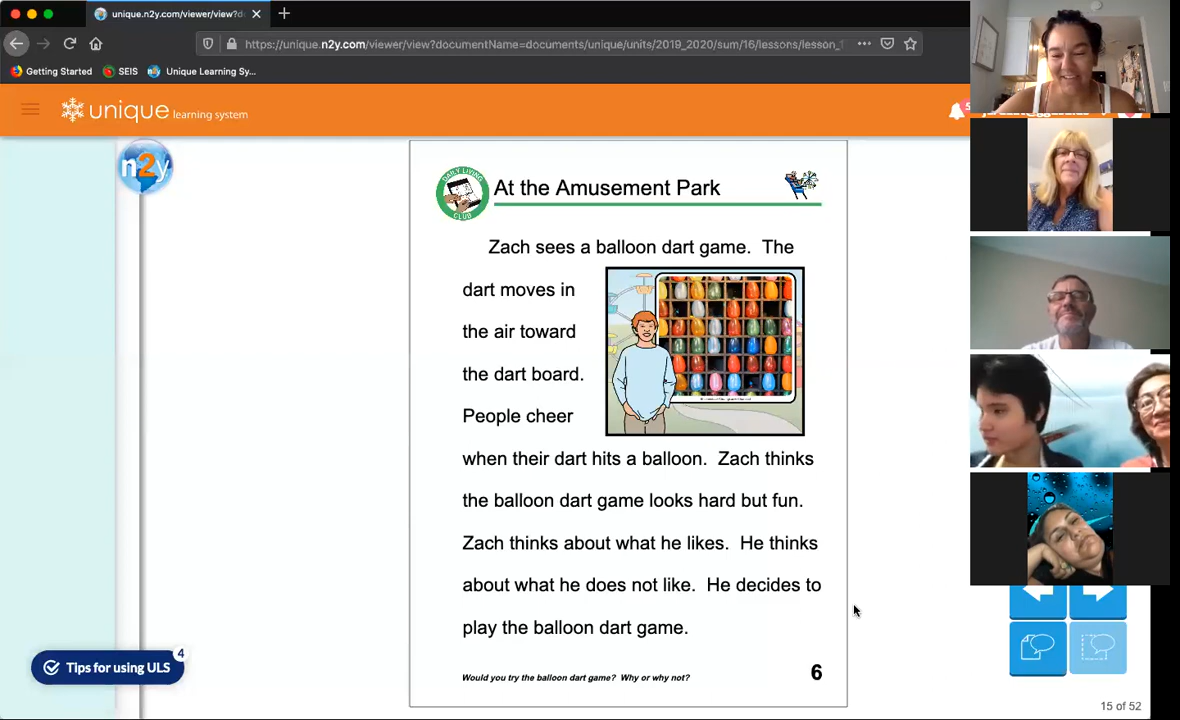 unique.n2y.com/viewer/view?d
https://unique.n2y.com/viewer/view?documentName=documents/unique/units/2019_2020/sum/16/lessons/lesson_1
Getting Started
SEIS
Unique Learning Sy...
unique learning system
5
n2y
DAILY LIVING CLUB
At the Amusement Park
Zach sees a balloon dart game. The
dart moves in
the air toward
the dart board.
People cheer
when their dart hits a balloon. Zach thinks
the balloon dart game looks hard but fun.
Zach thinks about what he likes. He thinks
about what he does not like. He decides to
play the balloon dart game.
Would you try the balloon dart game? Why or why not?
6
Tips for using ULS
4
15 of 52